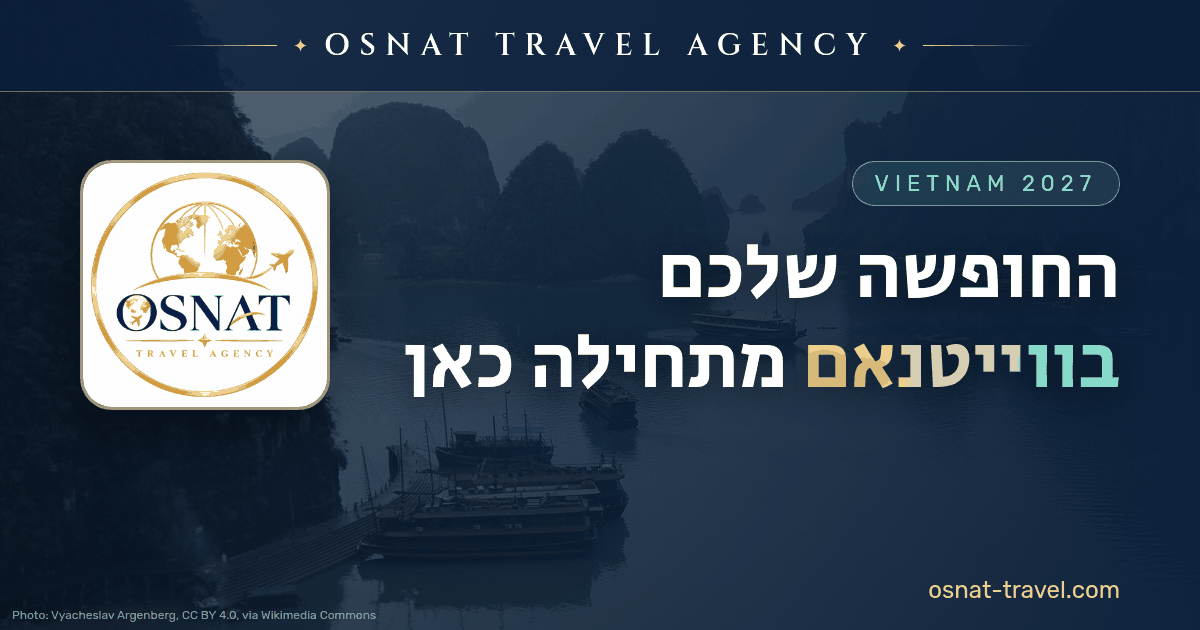 OSNAT TRAVEL AGENCY
VIETNAM 2027
החופשה שלכם
בווייטנאם מתחילה כאן
OSNAT
TRAVEL AGENCY
osnat-travel.com
Photo: Vyacheslav Argenberg, CC BY 4.0, via Wikimedia Commons